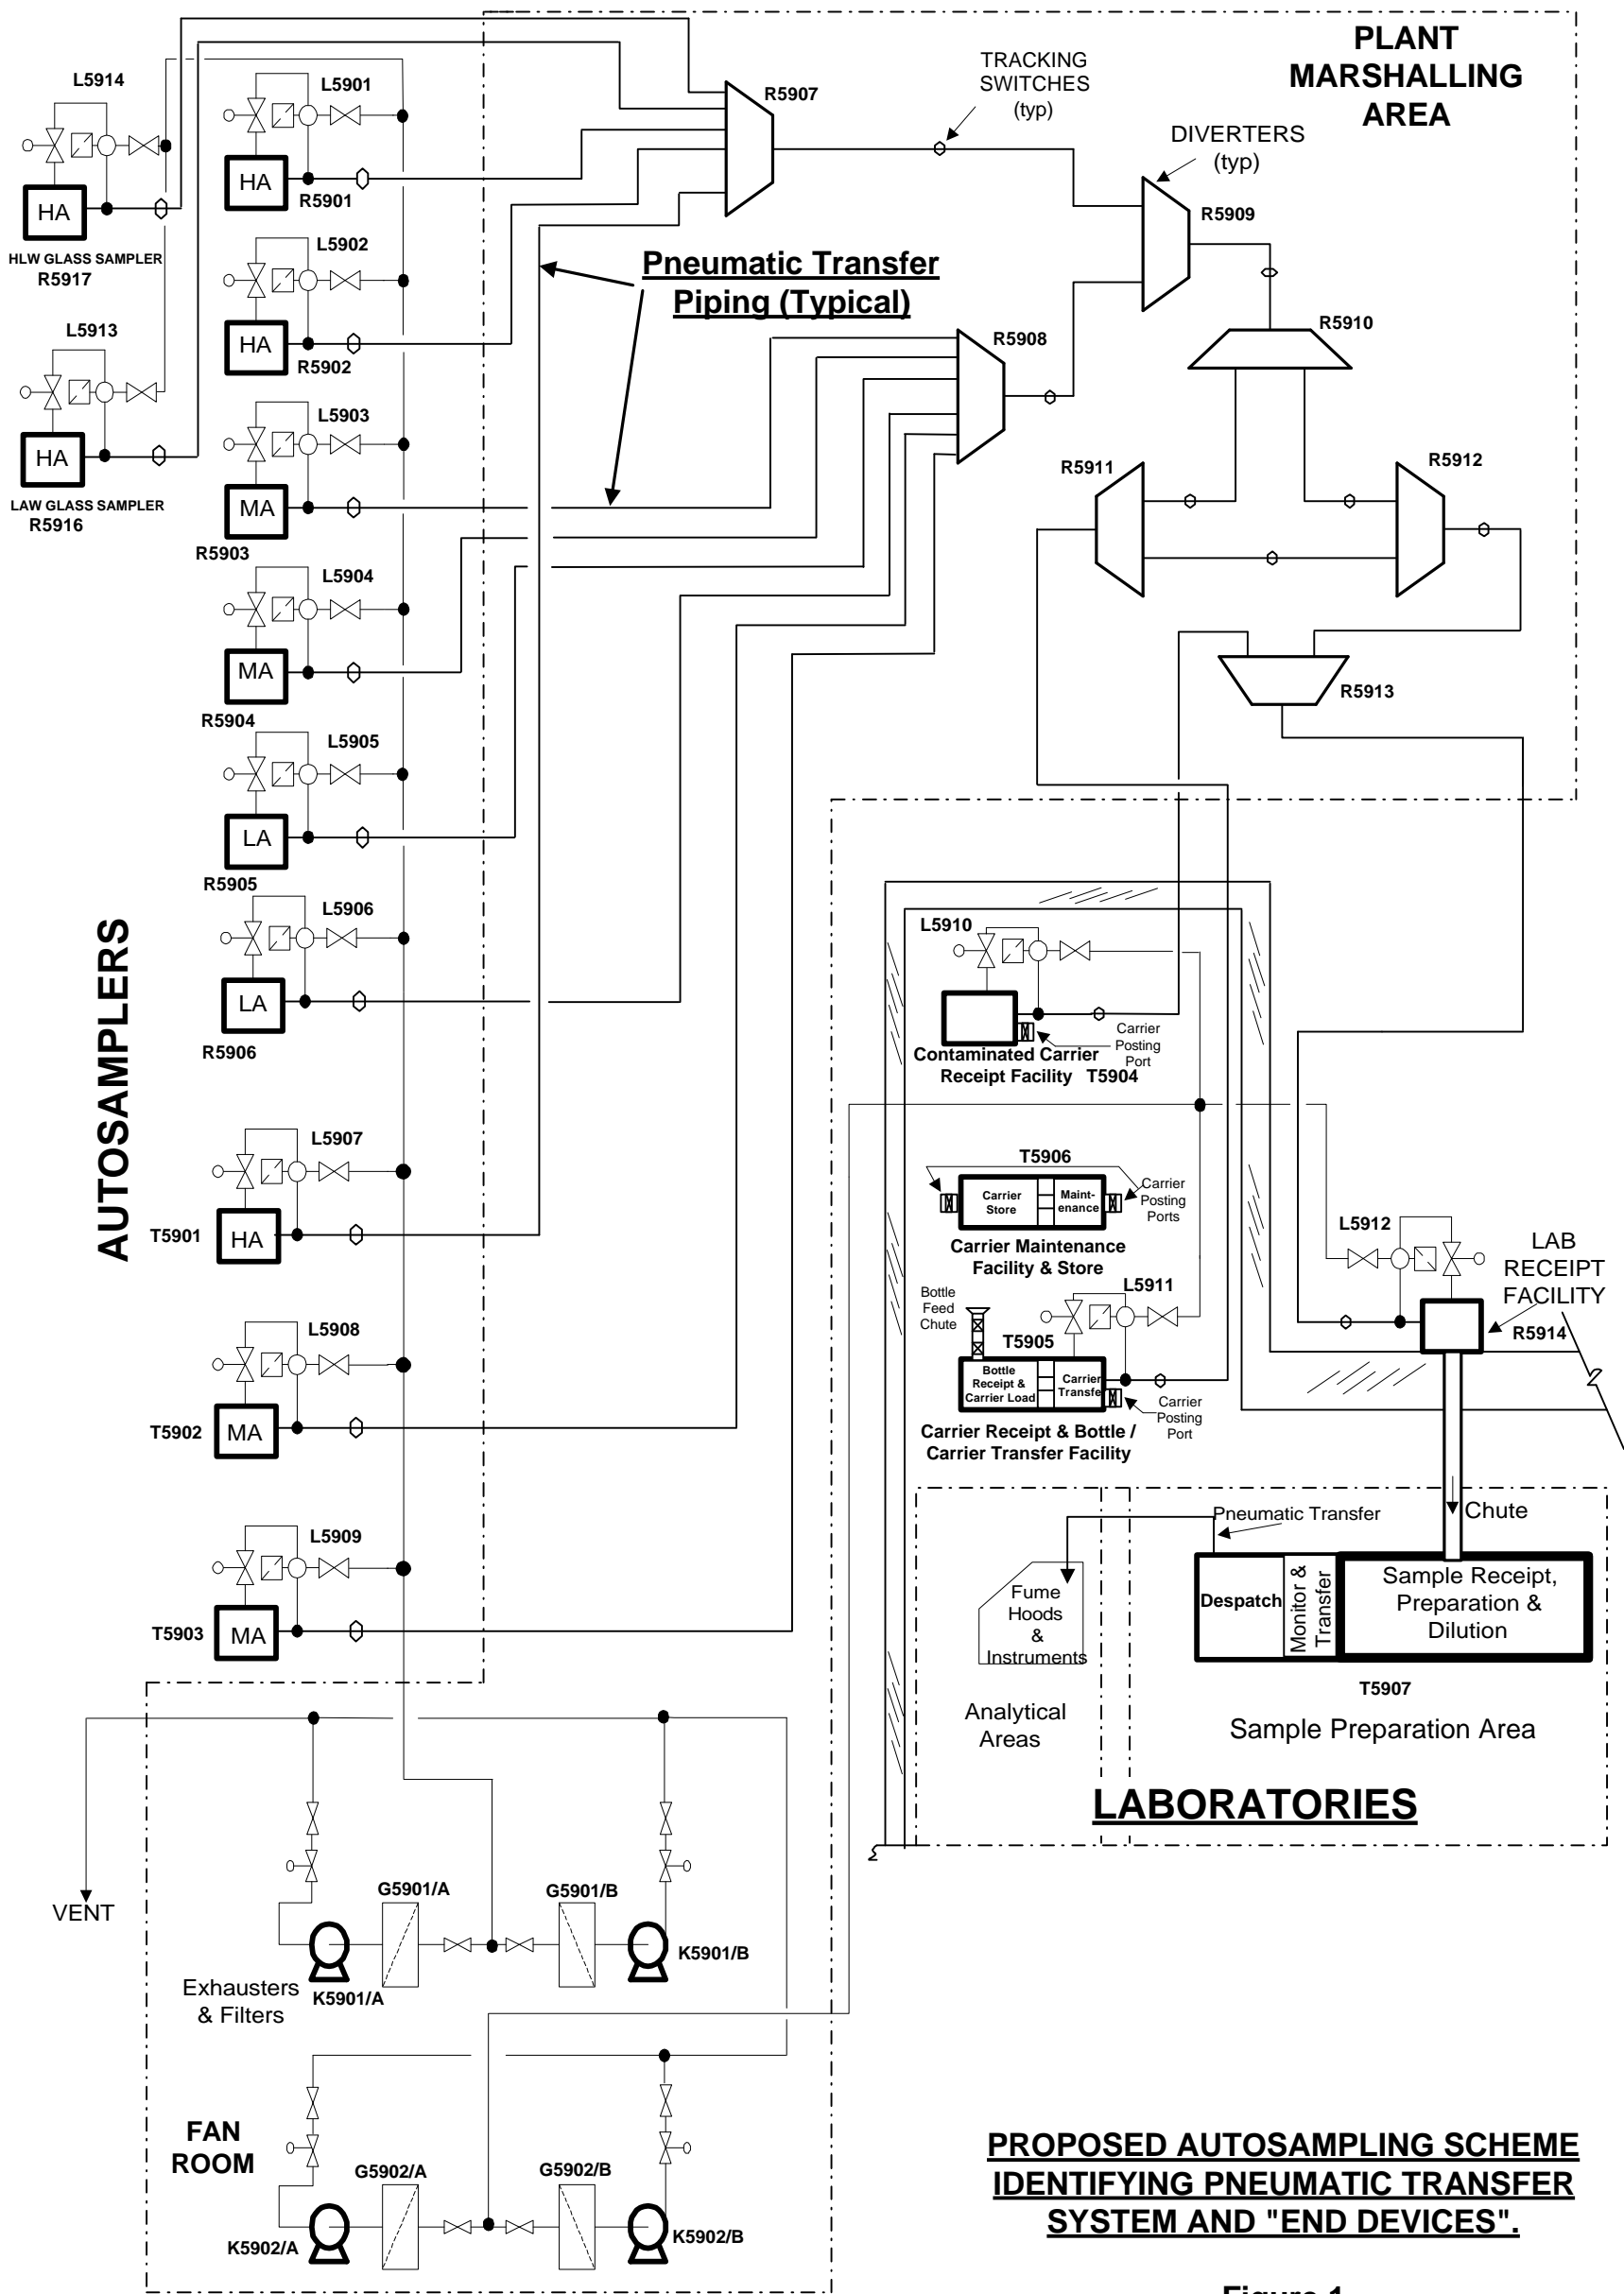 PLANT
MARSHALLING
AREA
TRACKING
SWITCHES
(typ)
DIVERTERS
(typ)
L5914
HA
HLW GLASS SAMPLER
R5917
L5913
HA
LAW GLASS SAMPLER
R5916
L5901
HA
R5901
L5902
HA
R5902
L5903
MA
R5903
L5904
MA
R5904
L5905
LA
R5905
L5906
LA
R5906
AUTOSAMPLERS
L5907
T5901
HA
L5908
T5902
MA
L5909
T5903
MA
Pneumatic Transfer
Piping (Typical)
R5907
R5908
R5909
R5910
R5911
R5912
R5913
L5910
Carrier
Posting
Port
Contaminated Carrier
Receipt Facility T5904
T5906
Carrier
Store
Maint-
enance
Carrier
Posting
Ports
Carrier Maintenance
Facility & Store
Bottle
Feed
Chute
L5911
T5905
Bottle
Receipt &
Carrier Load
Carrier
Transfe
Carrier
Posting
Port
Carrier Receipt & Bottle /
Carrier Transfer Facility
L5912
LAB
RECEIPT
FACILITY
R5914
Chute
Pneumatic Transfer
Fume
Hoods
&
Instruments
Despatch
Monitor &
Transfer
Sample Receipt,
Preparation &
Dilution
T5907
Analytical
Areas
Sample Preparation Area
LABORATORIES
VENT
G5901/A
G5901/B
K5901/A
K5901/B
Exhausters
& Filters
FAN
ROOM
G5902/A
G5902/B
K5902/A
K5902/B
PROPOSED AUTOSAMPLING SCHEME
IDENTIFYING PNEUMATIC TRANSFER
SYSTEM AND "END DEVICES".
Figure 1